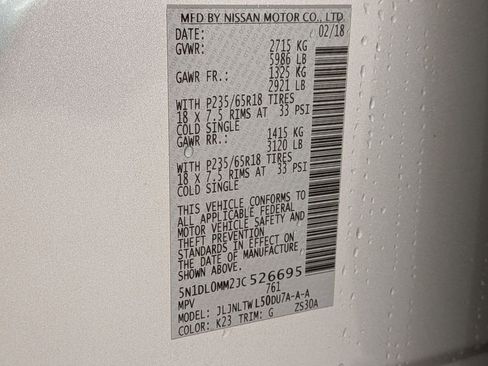 MFD BY NISSAN MOTOR CO., LTD.
DATE: 02/18
GVWR: 2715 KG
5986 LB
GAWR FR.: 1325 KG
2921 LB
WITH P235/65R18 TIRES
18 X 7.5 RIMS AT 33 PSI
COLD SINGLE
GAWR RR.: 1415 KG
3120 LB
WITH P235/65R18 TIRES
18 X 7.5 RIMS AT 33 PSI
COLD SINGLE
THIS VEHICLE CONFORMS TO
ALL APPLICABLE FEDERAL
MOTOR VEHICLE SAFETY AND
THEFT PREVENTION
STANDARDS IN EFFECT ON
THE DATE OF MANUFACTURE
SHOWN ABOVE
5N1DL0MM2JC526695
MPV 761
MODEL: JLJNLTWL50DU7A-A-A
COLOR: K23 TRIM: G ZS30A